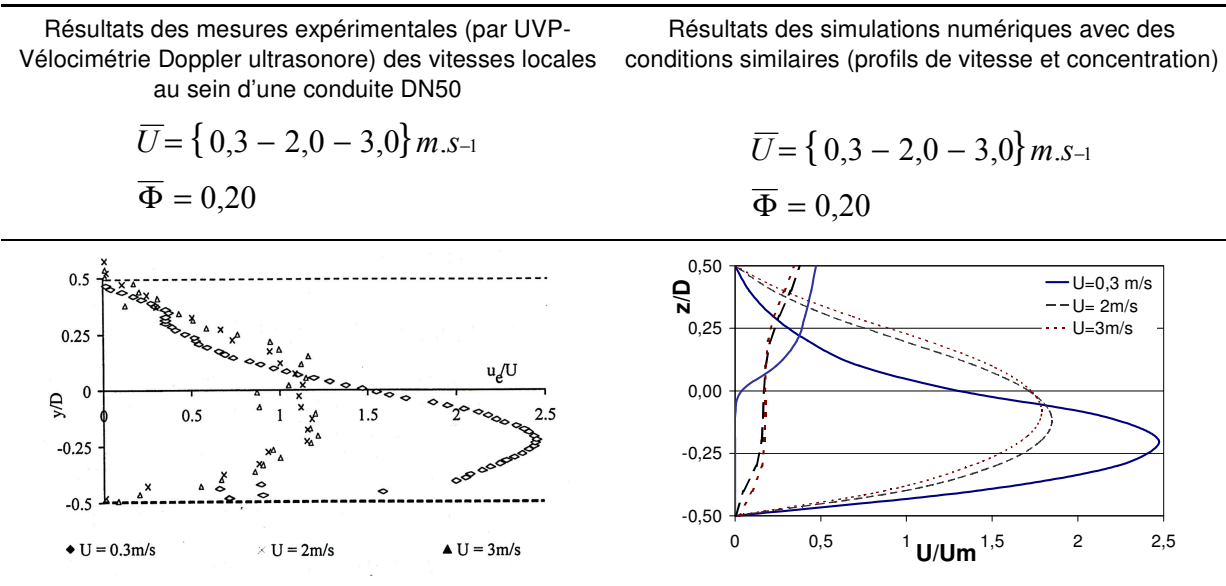 Résultats des mesures expérimentales (par UVP-
Vélocimétrie Doppler ultrasonore) des vitesses locales
au sein d'une conduite DN50
U̅ = { 0,3 − 2,0 − 3,0} m.s−1
Φ̅ = 0,20
Résultats des simulations numériques avec des
conditions similaires (profils de vitesse et concentration)
U̅ = { 0,3 − 2,0 − 3,0} m.s−1
Φ̅ = 0,20
0.5
0.25
0
-0.25
-0.5
y/D
u_e/U
0 0.5 1 1.5 2 2.5
◆ U = 0.3m/s × U = 2m/s ▲ U = 3m/s
0,50
0,25
0,00
-0,25
-0,50
z/D
U=0,3 m/s
U= 2m/s
U=3m/s
0 0,5 1 1,5 2 2,5
U/Um